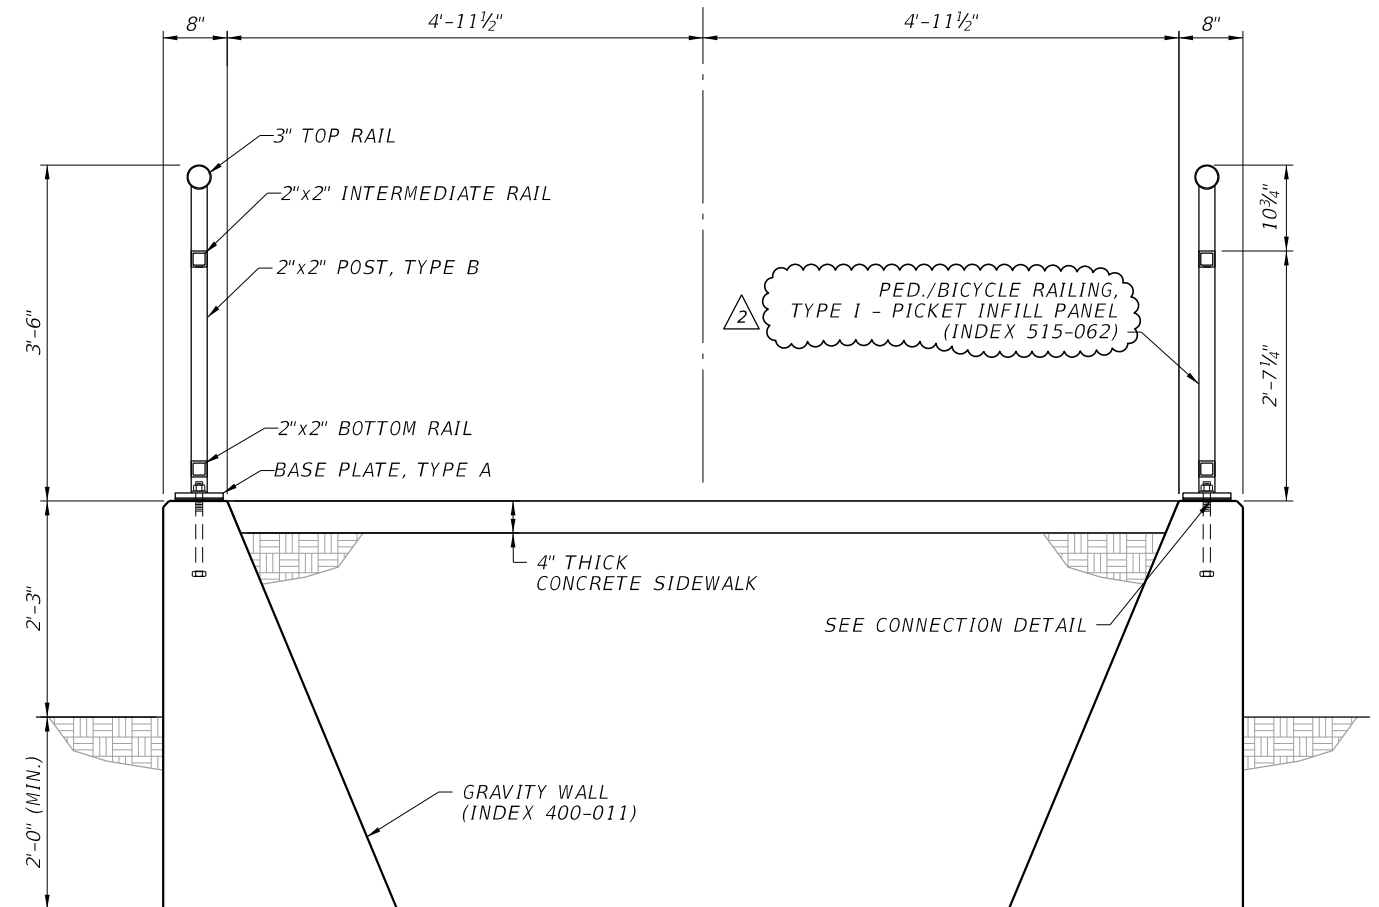 8"
4'-11½"
4'-11½"
8"
3" TOP RAIL
2"x2" INTERMEDIATE RAIL
10¾"
2"x2" POST, TYPE B
PED./BICYCLE RAILING,
TYPE I - PICKET INFILL PANEL
(INDEX 515-062)
2
3'-6"
2'-7¼"
2"x2" BOTTOM RAIL
BASE PLATE, TYPE A
4" THICK
CONCRETE SIDEWALK
2'-3"
SEE CONNECTION DETAIL
GRAVITY WALL
(INDEX 400-011)
2'-0" (MIN.)